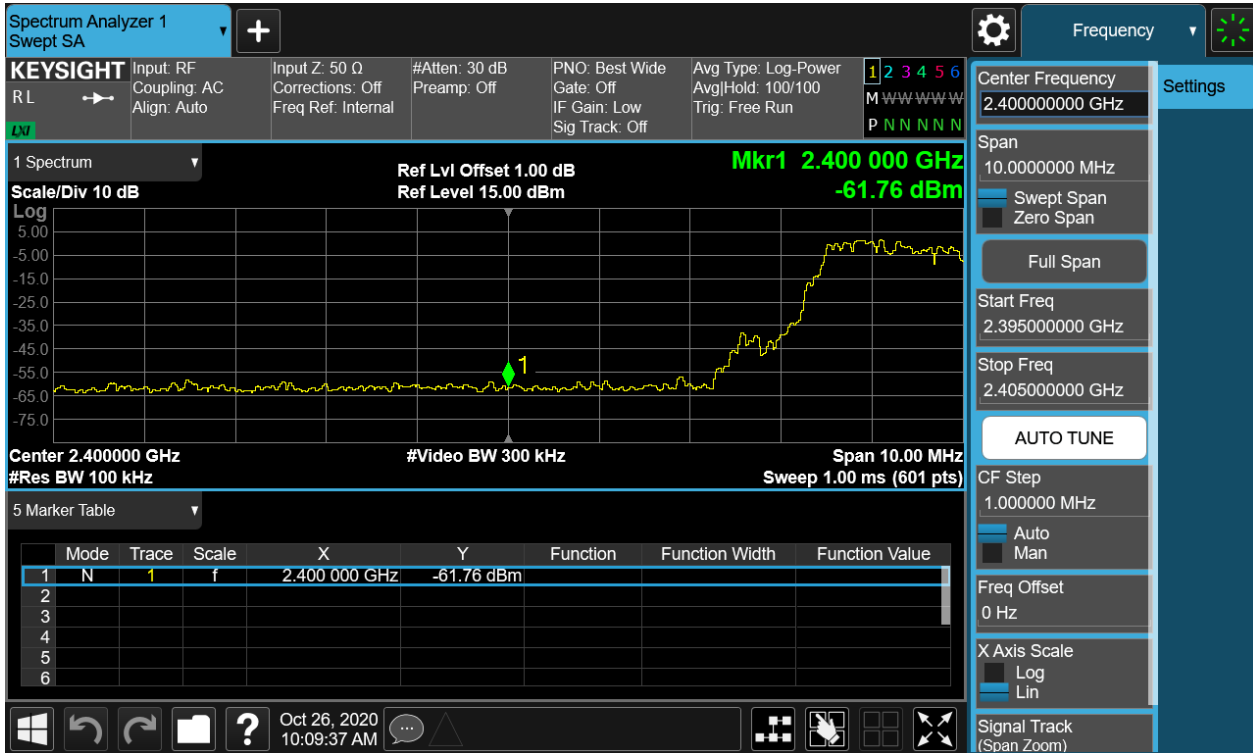 Spectrum Analyzer 1
Swept SA
+
Frequency
KEYSIGHT
R L
LXI
Input: RF
Coupling: AC
Align: Auto
Input Z: 50 Ω
Corrections: Off
Freq Ref: Internal
#Atten: 30 dB
Preamp: Off
PNO: Best Wide
Gate: Off
IF Gain: Low
Sig Track: Off
Avg Type: Log-Power
Avg|Hold: 100/100
Trig: Free Run
1 2 3 4 5 6
M W W W W W
P N N N N N
1 Spectrum
Scale/Div 10 dB
Ref Lvl Offset 1.00 dB
Ref Level 15.00 dBm
Mkr1 2.400 000 GHz
-61.76 dBm
Log
5.00
-5.00
-15.0
-25.0
-35.0
-45.0
-55.0
-65.0
-75.0
1
Center 2.400000 GHz
#Video BW 300 kHz
Span 10.00 MHz
#Res BW 100 kHz
Sweep 1.00 ms (601 pts)
5 Marker Table
Mode Trace Scale X Y Function Function Width Function Value
1 N 1 f 2.400 000 GHz -61.76 dBm
2
3
4
5
6
?
Oct 26, 2020
10:09:37 AM
Center Frequency
2.400000000 GHz
Settings
Span
10.0000000 MHz
Swept Span
Zero Span
Full Span
Start Freq
2.395000000 GHz
Stop Freq
2.405000000 GHz
AUTO TUNE
CF Step
1.000000 MHz
Auto
Man
Freq Offset
0 Hz
X Axis Scale
Log
Lin
Signal Track
(Span Zoom)